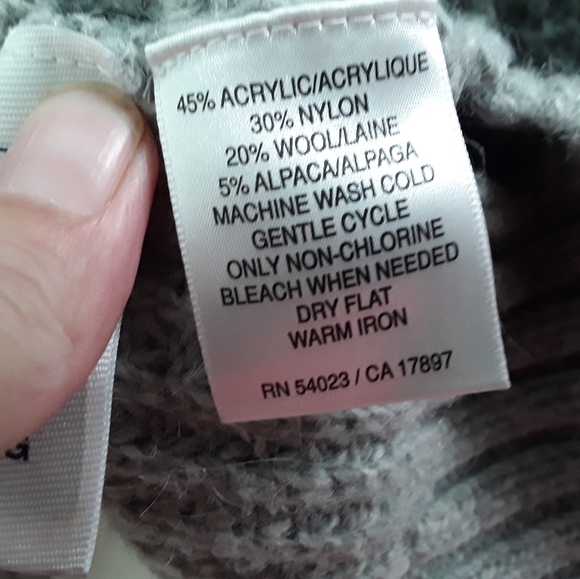 45% ACRYLIC/ACRYLIQUE
30% NYLON
20% WOOL/LAINE
5% ALPACA/ALPAGA
MACHINE WASH COLD
GENTLE CYCLE
ONLY NON-CHLORINE
BLEACH WHEN NEEDED
DRY FLAT
WARM IRON
RN 54023 / CA 17897